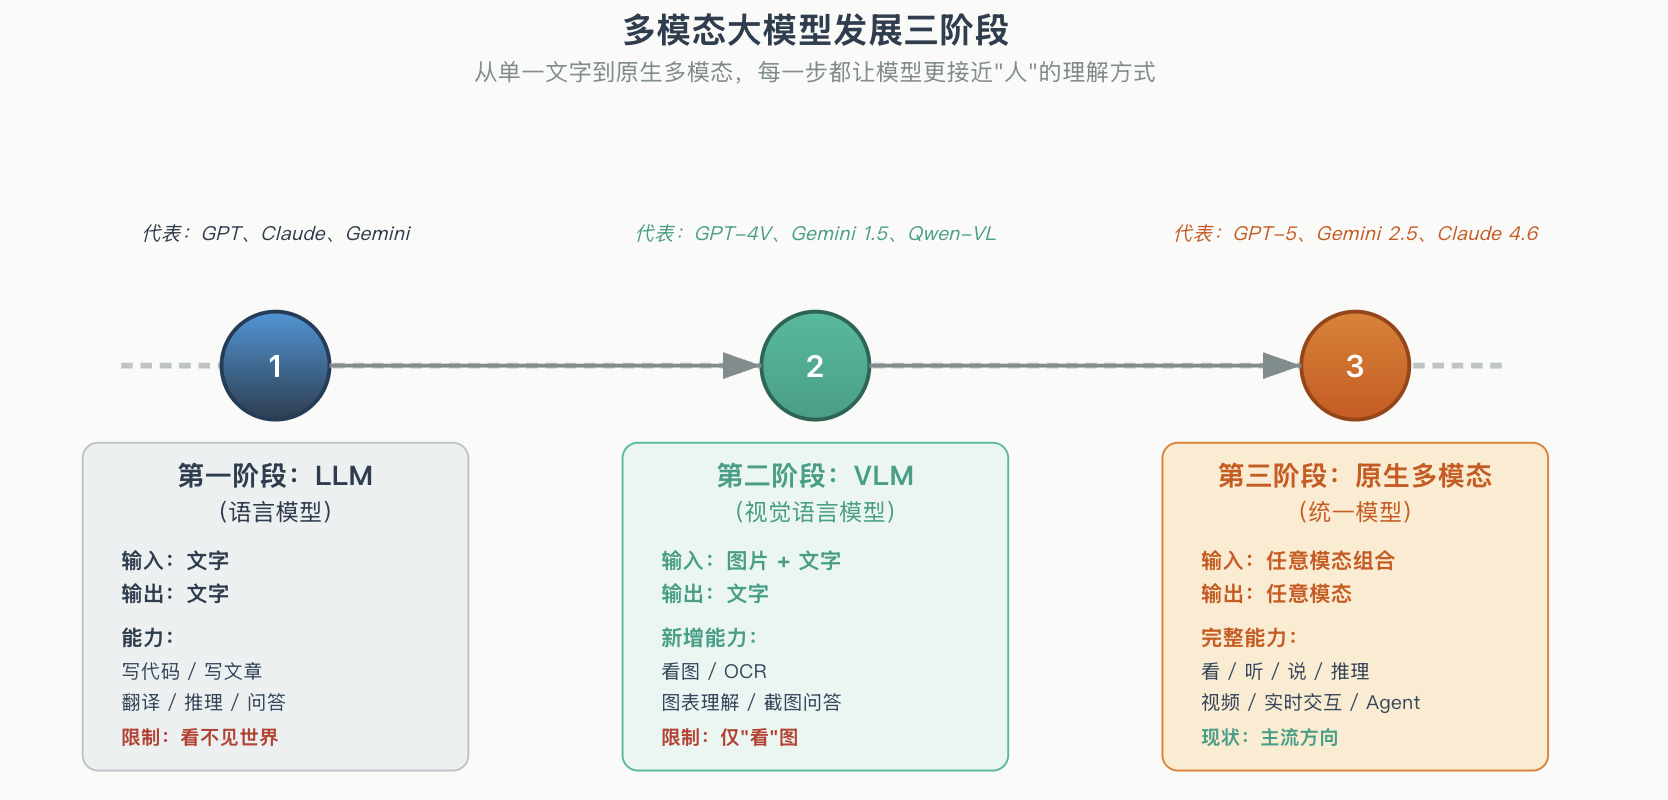 多模态大模型发展三阶段
从单一文字到原生多模态，每一步都让模型更接近"人"的理解方式
代表：GPT、Claude、Gemini
代表：GPT-4V、Gemini 1.5、Qwen-VL
代表：GPT-5、Gemini 2.5、Claude 4.6
1
2
3
第一阶段：LLM
（语言模型）
输入：文字
输出：文字
能力：
写代码 / 写文章
翻译 / 推理 / 问答
限制：看不见世界
第二阶段：VLM
（视觉语言模型）
输入：图片 + 文字
输出：文字
新增能力：
看图 / OCR
图表理解 / 截图问答
限制：仅"看"图
第三阶段：原生多模态
（统一模型）
输入：任意模态组合
输出：任意模态
完整能力：
看 / 听 / 说 / 推理
视频 / 实时交互 / Agent
现状：主流方向